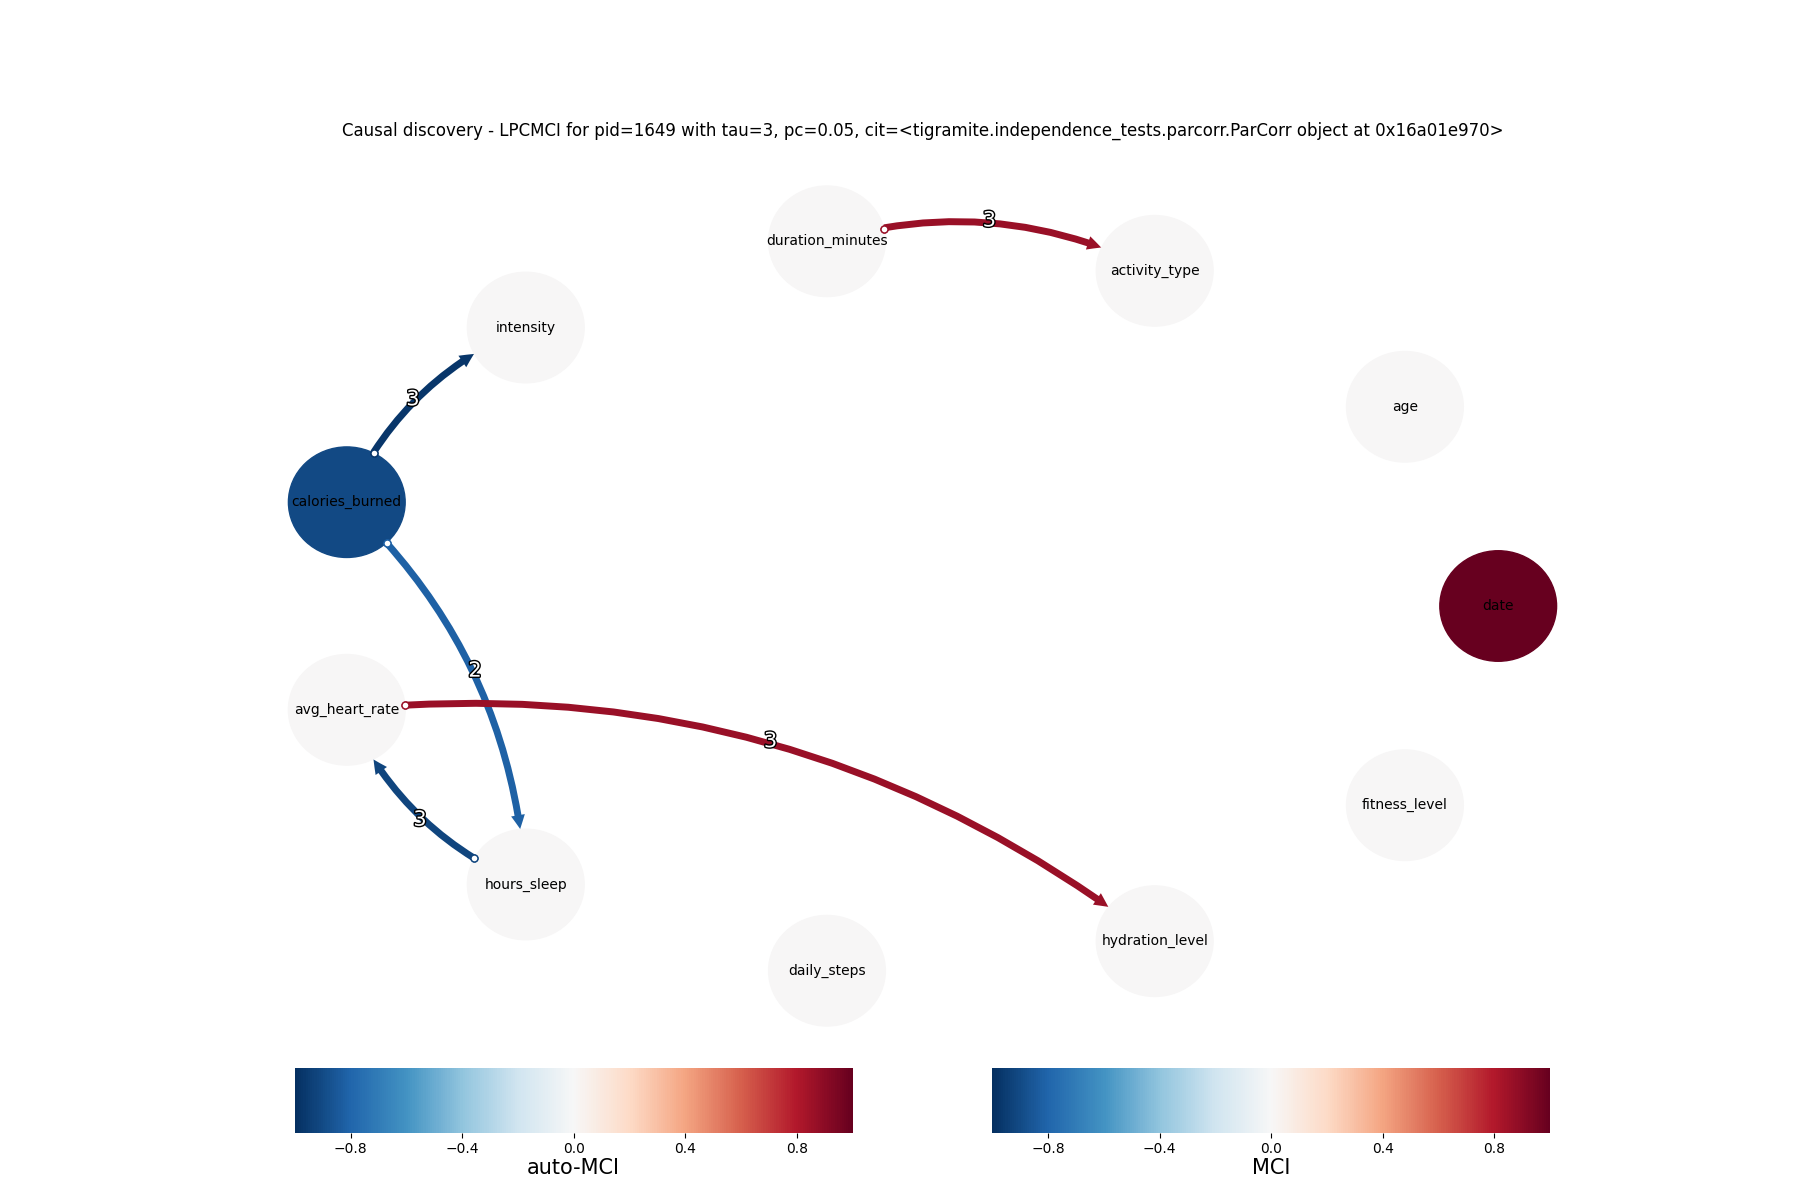 Causal discovery - LPCMCI for pid=1649 with tau=3, pc=0.05, cit=<tigramite.independence_tests.parcorr.ParCorr object at 0x16a01e970>
3
duration_minutes
activity_type
intensity
3
age
calories_burned
date
2
avg_heart_rate
3
fitness_level
3
hours_sleep
hydration_level
daily_steps
−0.8 −0.4 0.0 0.4 0.8
auto-MCI
−0.8 −0.4 0.0 0.4 0.8
MCI